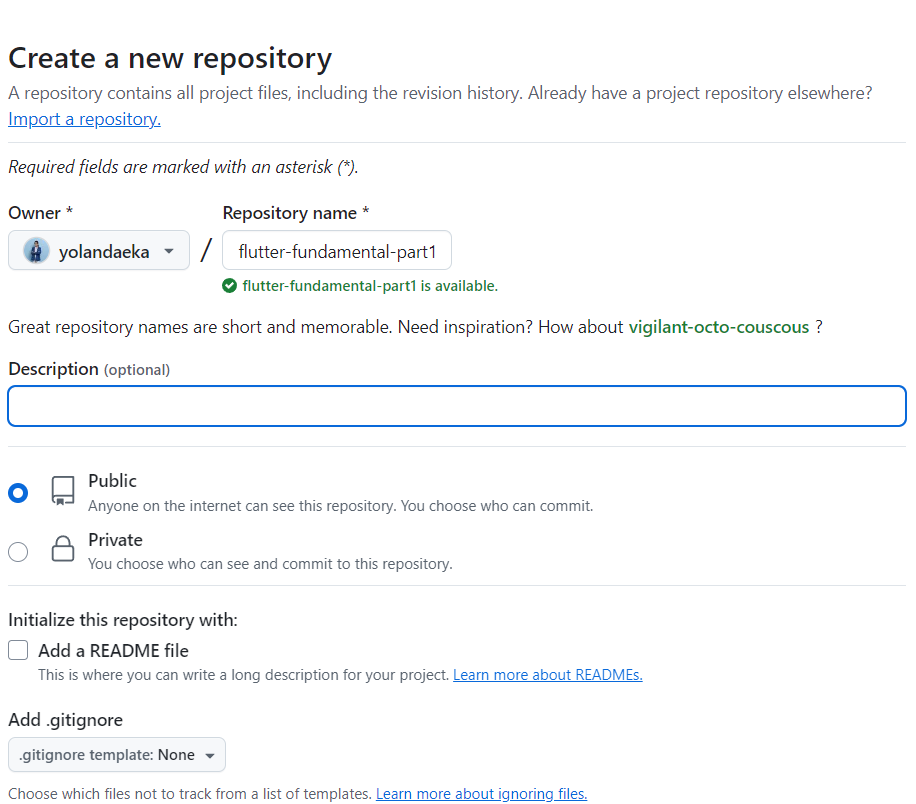 Create a new repository
A repository contains all project files, including the revision history. Already have a project repository elsewhere?
Import a repository.
Required fields are marked with an asterisk (*).
Owner *
Repository name *
yolandaeka
/
flutter-fundamental-part1
flutter-fundamental-part1 is available.
Great repository names are short and memorable. Need inspiration? How about vigilant-octo-couscous ?
Description (optional)
Public
Anyone on the internet can see this repository. You choose who can commit.
Private
You choose who can see and commit to this repository.
Initialize this repository with:
Add a README file
This is where you can write a long description for your project. Learn more about READMEs.
Add .gitignore
.gitignore template: None
Choose which files not to track from a list of templates. Learn more about ignoring files.